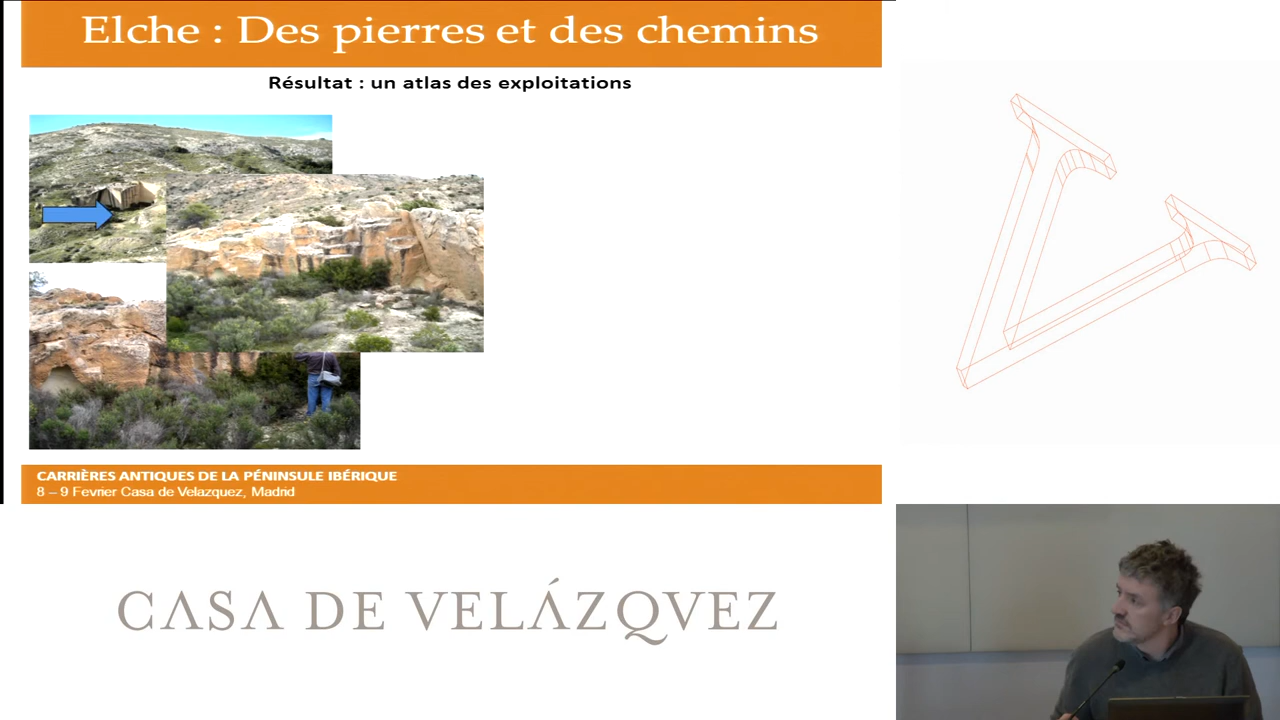 Elche : Des pierres et des chemins
Résultat : un atlas des exploitations
CARRIÈRES ANTIQUES DE LA PÉNINSULE IBÉRIQUE
8 – 9 Fevrier Casa de Velazquez, Madrid
CASA DE VELÁZQVEZ